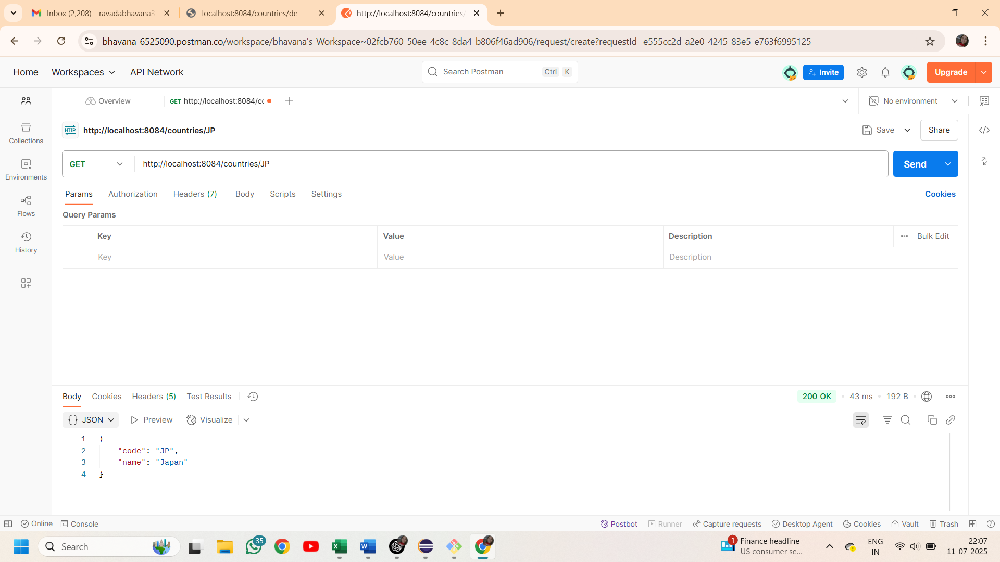 Inbox (2,208) - ravadabhavana3
localhost:8084/countries/de
http://localhost:8084/countries/
bhavana-6525090.postman.co/workspace/bhavana's-Workspace~02fcb760-50ee-4c8c-8da4-b806f46ad906/request/create?requestId=e555cc2d-a2e0-4245-83e5-e763f6995125
Home Workspaces API Network Search Postman Ctrl K Invite Upgrade
Overview GET http://localhost:8084/cc No environment
HTTP http://localhost:8084/countries/JP Save Share
Collections
Environments
Flows
History
GET http://localhost:8084/countries/JP Send
Params Authorization Headers (7) Body Scripts Settings Cookies
Query Params
Key Value Description Bulk Edit
Key Value Description
Body Cookies Headers (5) Test Results 200 OK 43 ms 192 B
{} JSON Preview Visualize
1 {
2 "code": "JP",
3 "name": "Japan"
4 }
Online Console Postbot Runner Capture requests Desktop Agent Cookies Vault Trash
Search 35 1 Finance headline ENG 22:07
US consumer se... IN 11-07-2025